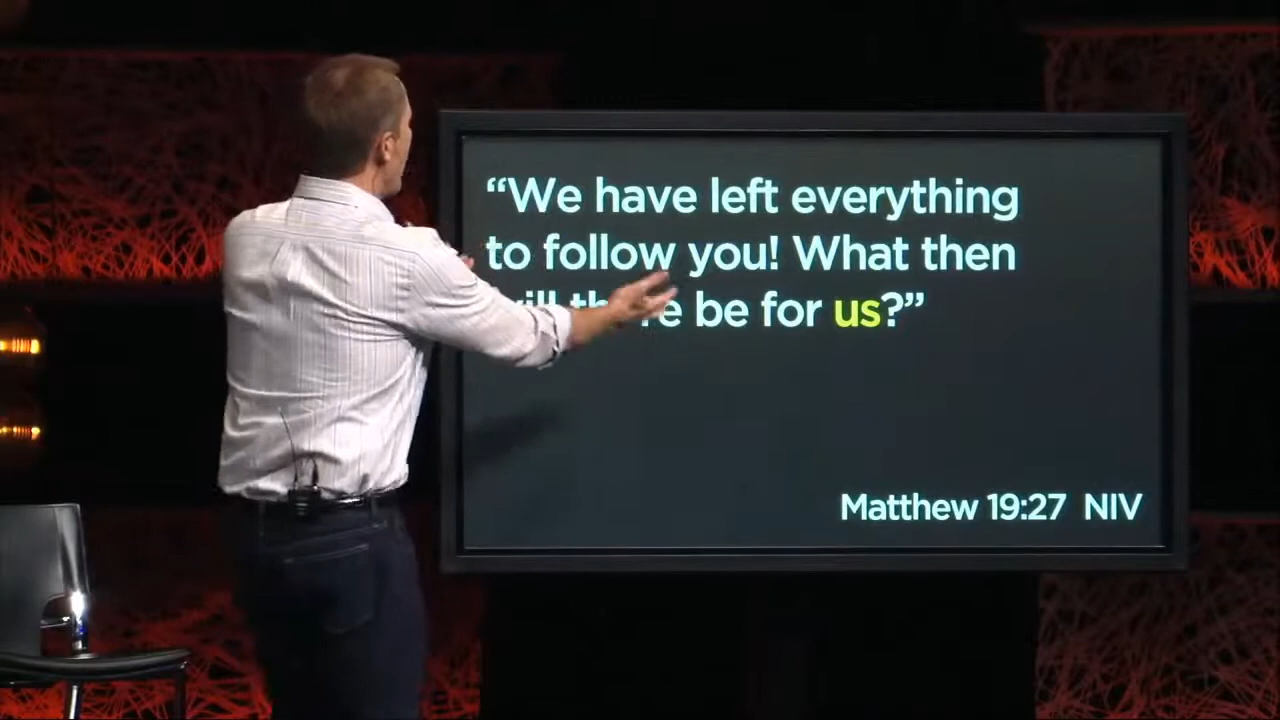 “We have left everything
to follow you! What then
be for us?”
Matthew 19:27 NIV